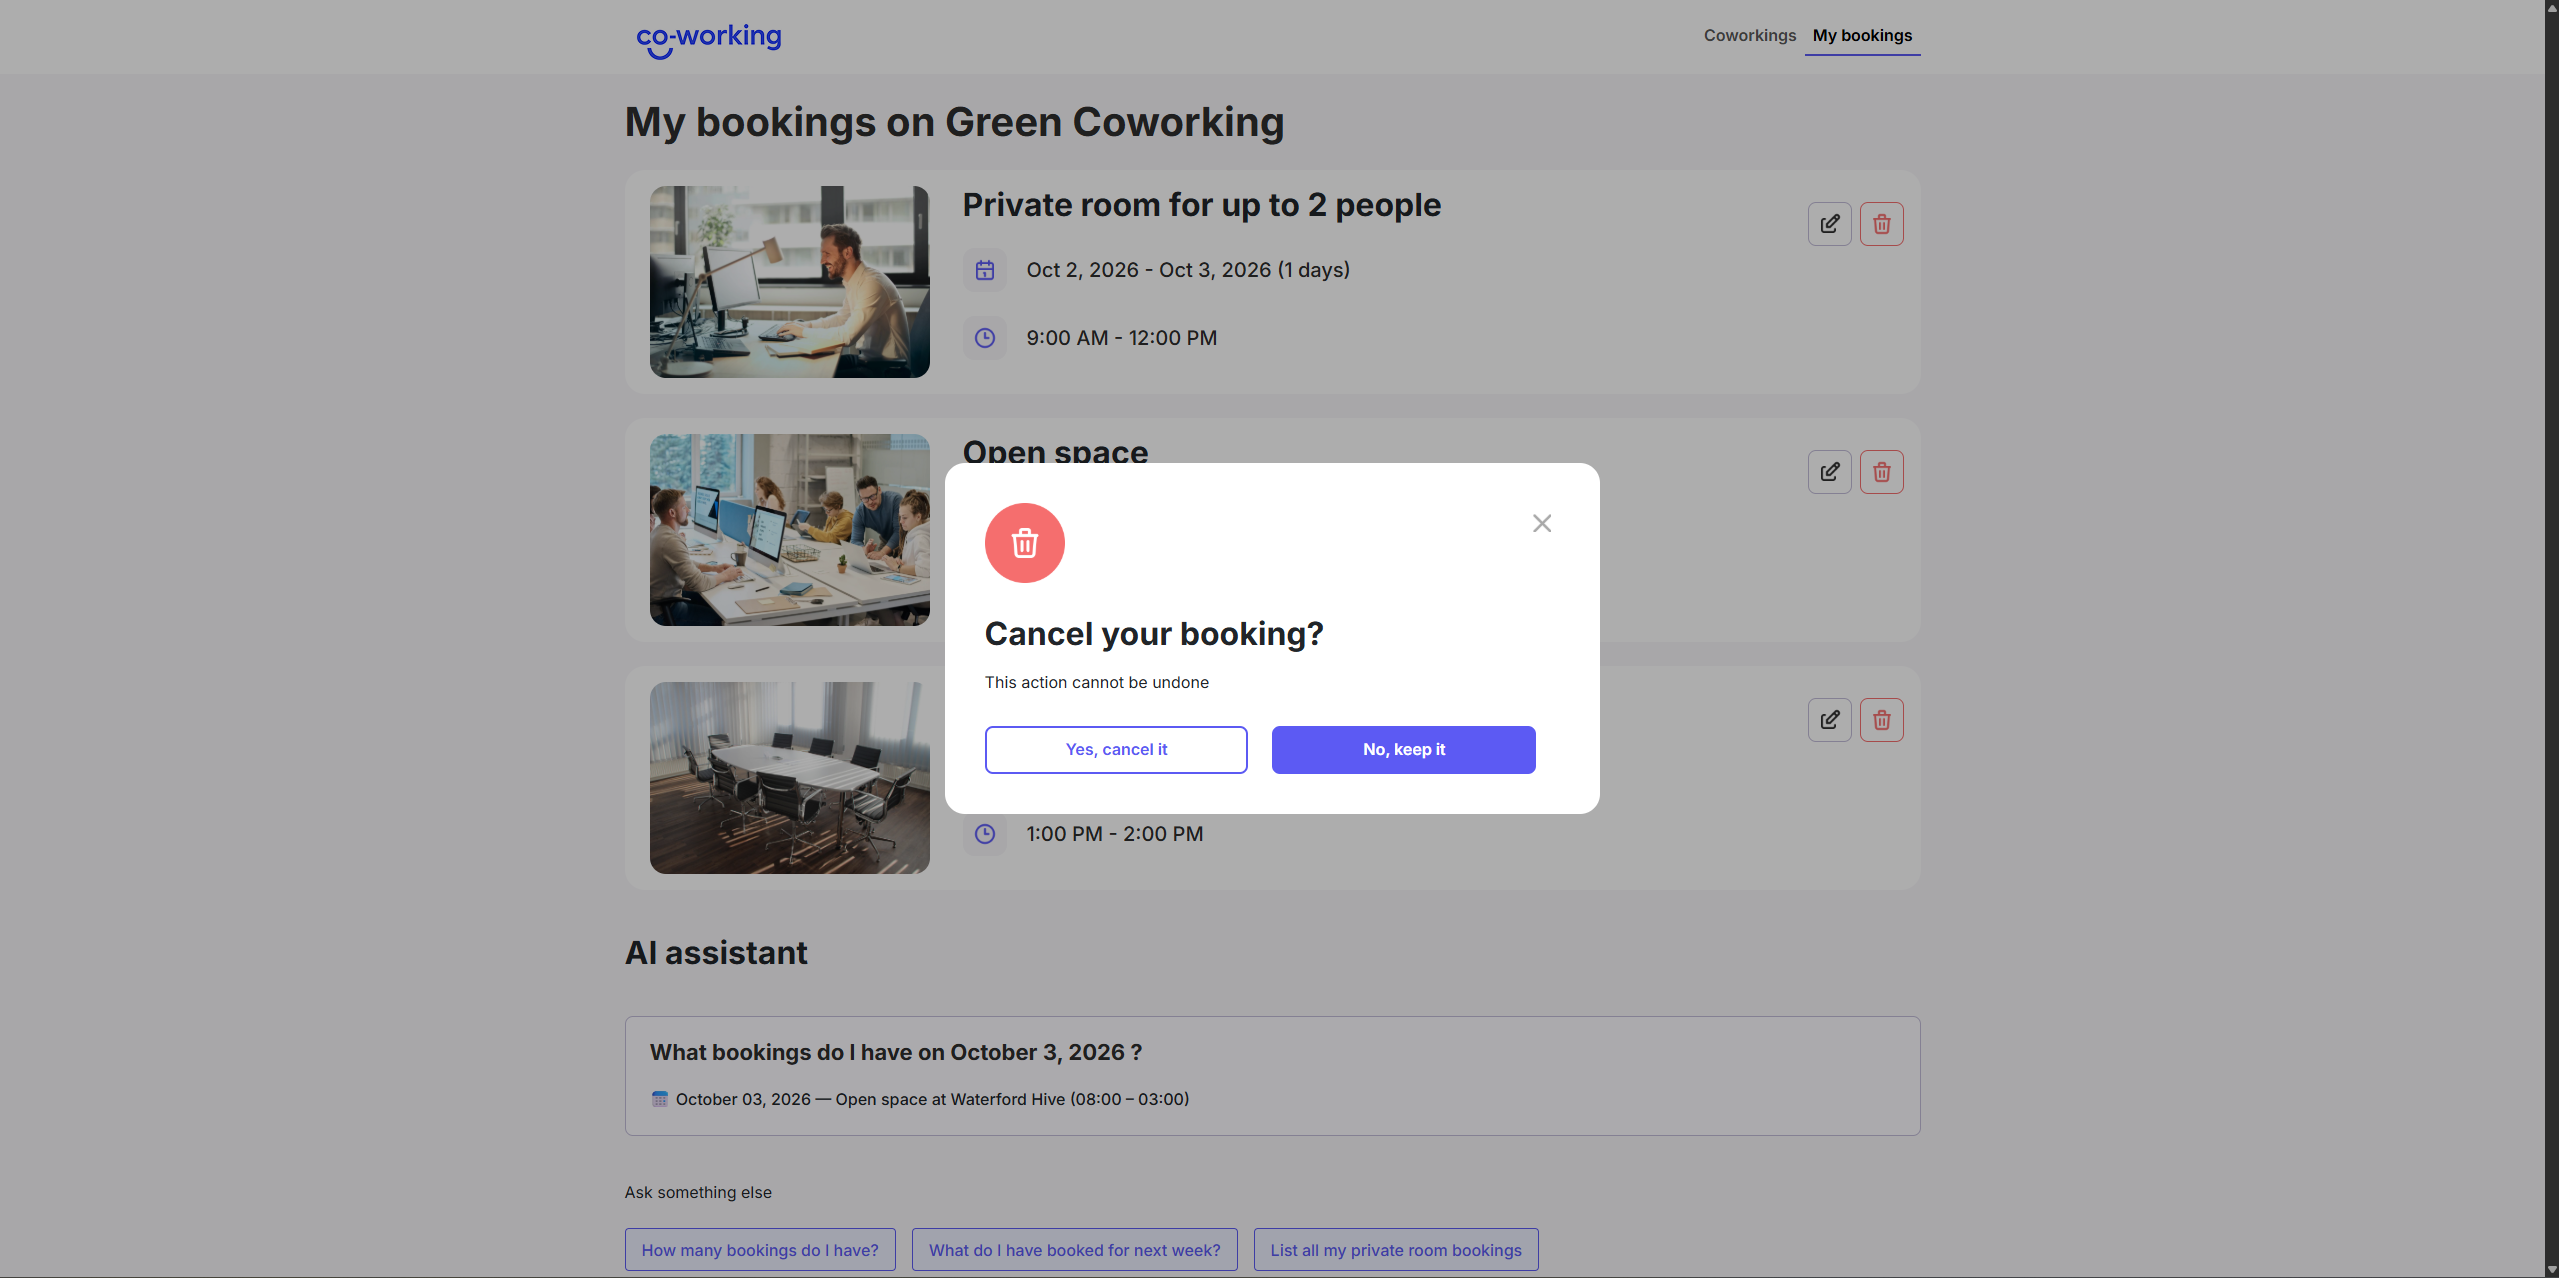 co-working
Coworkings
My bookings
My bookings on Green Coworking
Private room for up to 2 people
Oct 2, 2026 - Oct 3, 2026 (1 days)
9:00 AM - 12:00 PM
Open space
Cancel your booking?
This action cannot be undone
Yes, cancel it
No, keep it
1:00 PM - 2:00 PM
AI assistant
What bookings do I have on October 3, 2026 ?
October 03, 2026 — Open space at Waterford Hive (08:00 – 03:00)
Ask something else
How many bookings do I have?
What do I have booked for next week?
List all my private room bookings